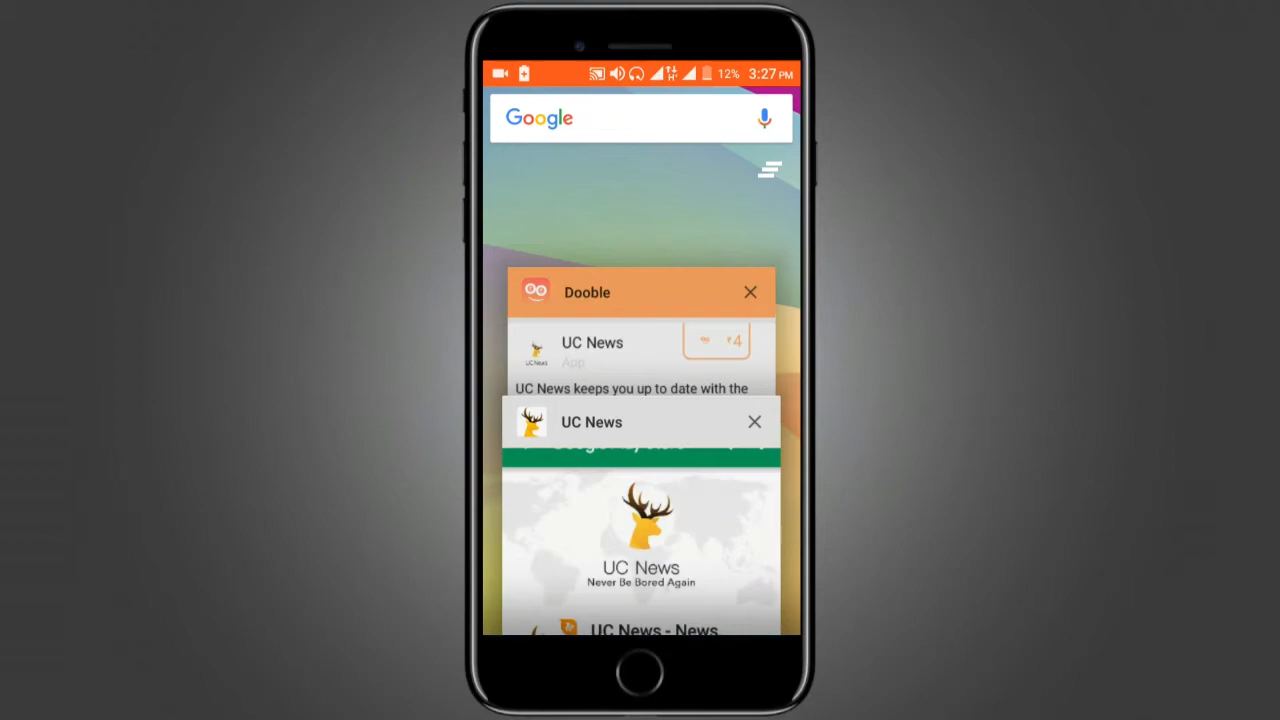 12% 3:27 PM
Google
Dooble
UC News
₹4
App
UC News keeps you up to date with the
UC News
UC News
Never Be Bored Again
UC News - News